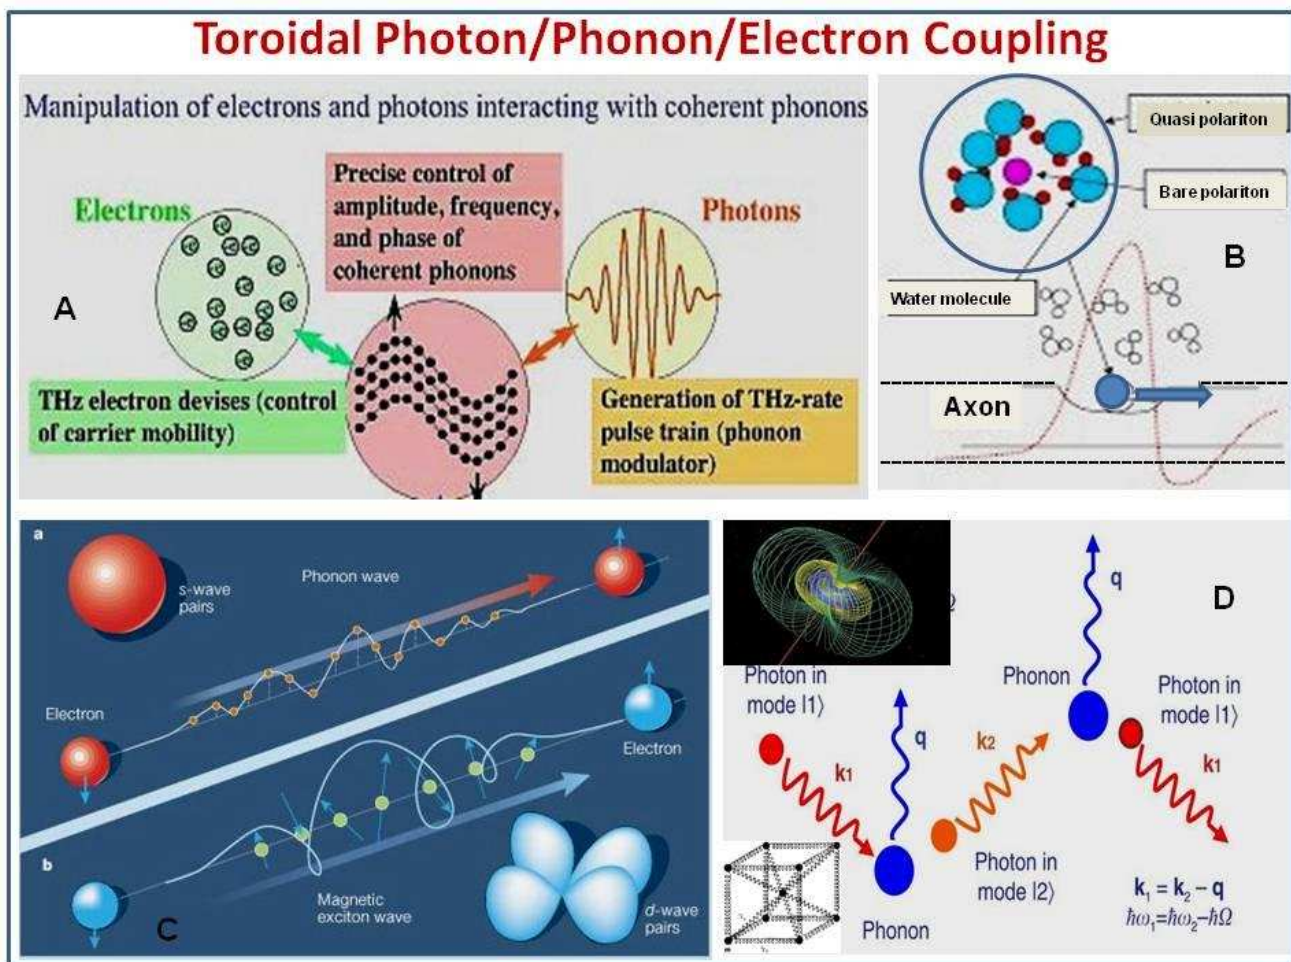 Toroidal Photon/Phonon/Electron Coupling
Manipulation of electrons and photons interacting with coherent phonons
Electrons
Precise control of
amplitude, frequency,
and phase of
coherent phonons
Photons
A
THz electron devises (control
of carrier mobility)
Generation of THz-rate
pulse train (phonon
modulator)
Quasi polariton
Bare polariton
B
Water molecule
Axon
a
s-wave
pairs
Phonon wave
Electron
Electron
b
Magnetic
exciton wave
d-wave
pairs
C
D
q
Photon in
mode |1⟩
Phonon
Photon in
mode |1⟩
q
k1
k2
k1
Photon in
mode |2⟩
Phonon
k₁ = k₂ – q
ħω₁=ħω₂–ħΩ